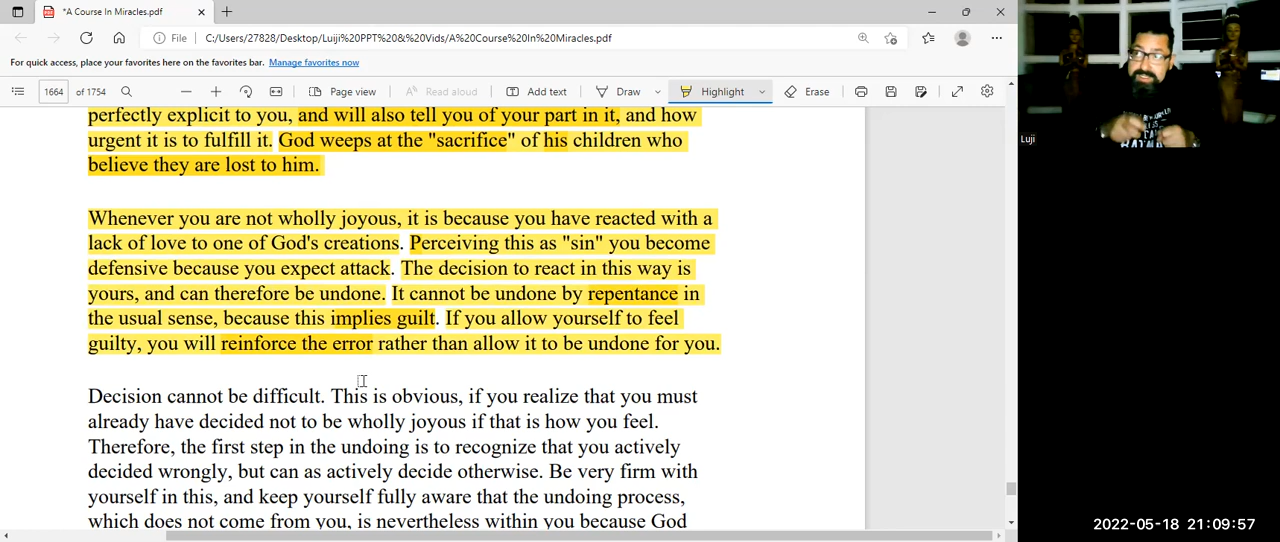 *A Course In Miracles.pdf
File C:/Users/27828/Desktop/Luiji%20PPT%20&%20Vids/A%20Course%20In%20Miracles.pdf
For quick access, place your favorites here on the favorites bar. Manage favorites now
1664 of 1754 Page view Read aloud Add text Draw Highlight Erase
perfectly explicit to you, and will also tell you of your part in it, and how
urgent it is to fulfill it. God weeps at the "sacrifice" of his children who
believe they are lost to him.
Whenever you are not wholly joyous, it is because you have reacted with a
lack of love to one of God's creations. Perceiving this as "sin" you become
defensive because you expect attack. The decision to react in this way is
yours, and can therefore be undone. It cannot be undone by repentance in
the usual sense, because this implies guilt. If you allow yourself to feel
guilty, you will reinforce the error rather than allow it to be undone for you.
Decision cannot be difficult. This is obvious, if you realize that you must
already have decided not to be wholly joyous if that is how you feel.
Therefore, the first step in the undoing is to recognize that you actively
decided wrongly, but can as actively decide otherwise. Be very firm with
yourself in this, and keep yourself fully aware that the undoing process,
which does not come from you, is nevertheless within you because God
Luji
2022-05-18 21:09:57